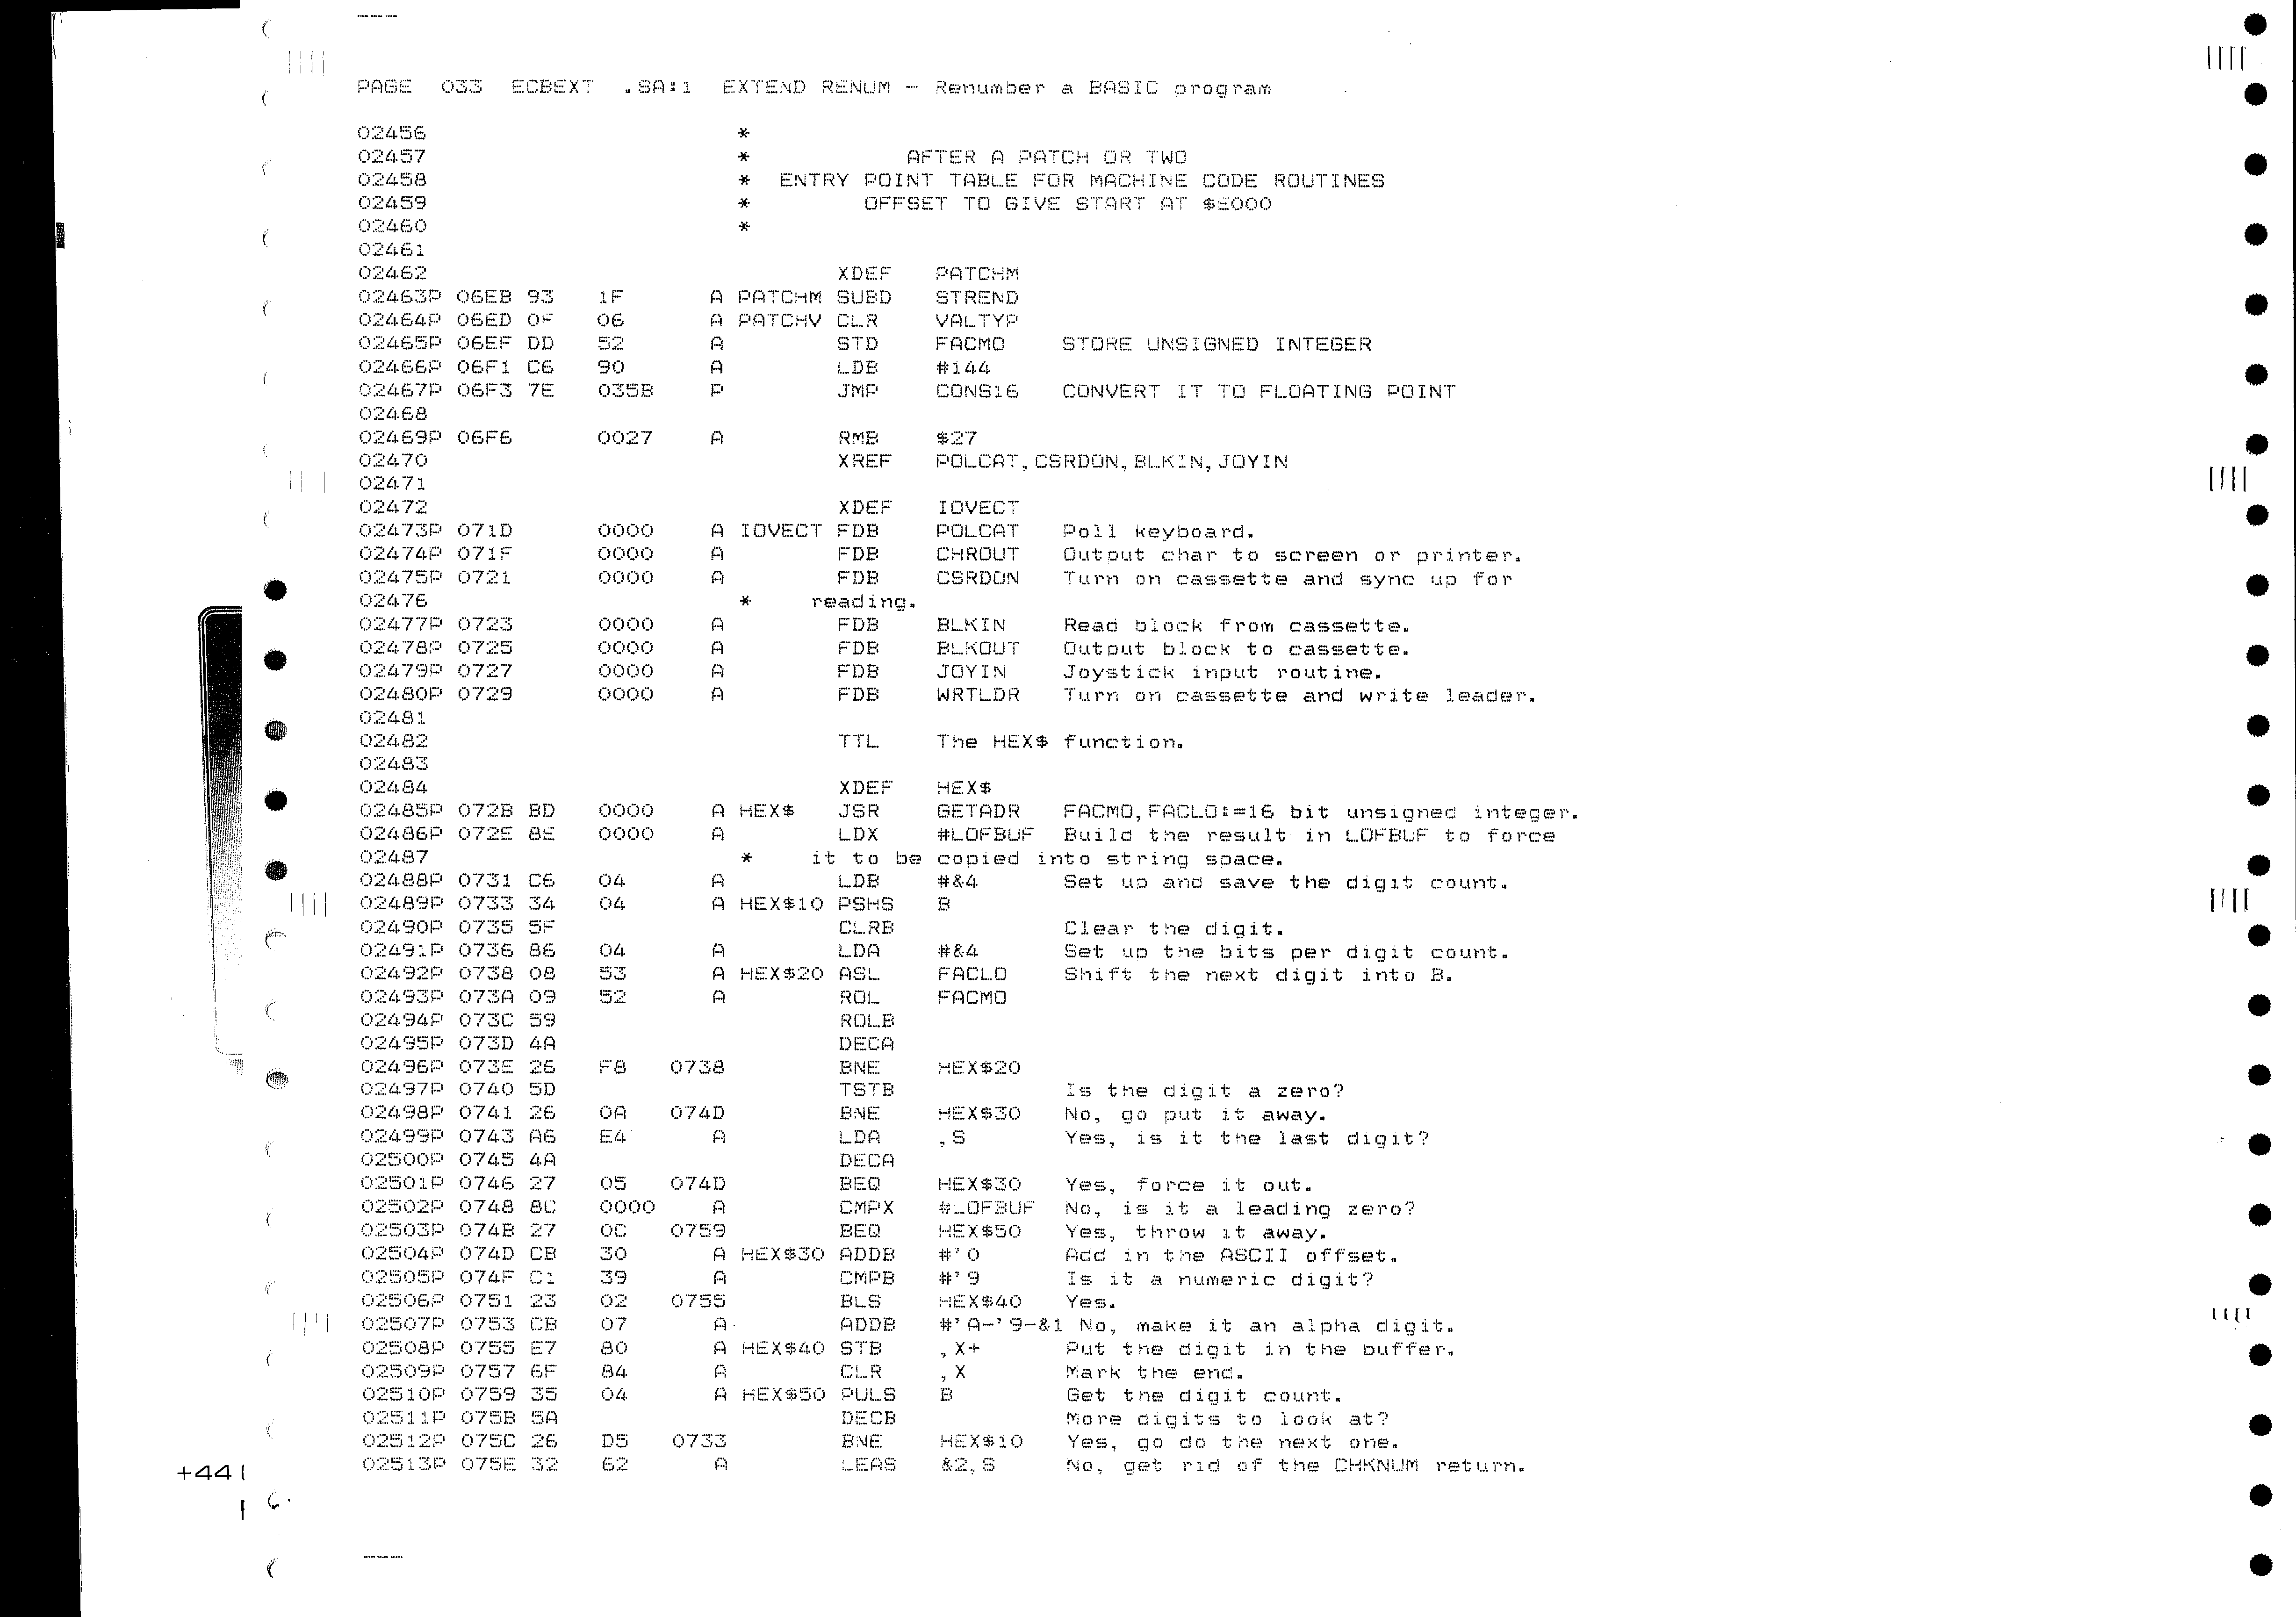 PAGE 033 ECBEXT .SA:1 EXTEND RENUM - Renumber a BASIC program
02456 *
02457 * AFTER A PATCH OR TWO
02458 * ENTRY POINT TABLE FOR MACHINE CODE ROUTINES
02459 * OFFSET TO GIVE START AT $E000
02460 *
02461
02462 XDEF PATCHM
02463P 06EB 93 1F A PATCHM SUBD STREND
02464P 06ED 0F 06 A PATCHV CLR VALTYP
02465P 06EF DD 52 A STD FACMO STORE UNSIGNED INTEGER
02466P 06F1 C6 90 A LDB #144
02467P 06F3 7E 035B P JMP CONS16 CONVERT IT TO FLOATING POINT
02468
02469P 06F6 0027 A RMB $27
02470 XREF POLCAT,CSRDON,BLKIN,JOYIN
02471
02472 XDEF IOVECT
02473P 071D 0000 A IOVECT FDB POLCAT Poll keyboard.
02474P 071F 0000 A FDB CHROUT Output char to screen or printer.
02475P 0721 0000 A FDB CSRDON Turn on cassette and sync up for
02476 * reading.
02477P 0723 0000 A FDB BLKIN Read block from cassette.
02478P 0725 0000 A FDB BLKOUT Output block to cassette.
02479P 0727 0000 A FDB JOYIN Joystick input routine.
02480P 0729 0000 A FDB WRTLDR Turn on cassette and write leader.
02481
02482 TTL The HEX$ function.
02483
02484 XDEF HEX$
02485P 072B BD 0000 A HEX$ JSR GETADR FACMO,FACLO:=16 bit unsigned integer.
02486P 072E 8E 0000 A LDX #LOFBUF Build the result in LOFBUF to force
02487 * it to be copied into string space.
02488P 0731 C6 04 A LDB #&4 Set up and save the digit count.
02489P 0733 34 04 A HEX$10 PSHS B
02490P 0735 5F CLRB Clear the digit.
02491P 0736 86 04 A LDA #&4 Set up the bits per digit count.
02492P 0738 08 53 A HEX$20 ASL FACLO Shift the next digit into B.
02493P 073A 09 52 A ROL FACMO
02494P 073C 59 ROLB
02495P 073D 4A DECA
02496P 073E 26 F8 0738 BNE HEX$20
02497P 0740 5D TSTB Is the digit a zero?
02498P 0741 26 0A 074D BNE HEX$30 No, go put it away.
02499P 0743 A6 E4 A LDA ,S Yes, is it the last digit?
02500P 0745 4A DECA
02501P 0746 27 05 074D BEQ HEX$30 Yes, force it out.
02502P 0748 8C 0000 A CMPX #LOFBUF No, is it a leading zero?
02503P 074B 27 0C 0759 BEQ HEX$50 Yes, throw it away.
02504P 074D CB 30 A HEX$30 ADDB #'0 Add in the ASCII offset.
02505P 074F C1 39 A CMPB #'9 Is it a numeric digit?
02506P 0751 23 02 0755 BLS HEX$40 Yes.
02507P 0753 CB 07 A ADDB #'A-'9-&1 No, make it an alpha digit.
02508P 0755 E7 80 A HEX$40 STB ,X+ Put the digit in the buffer.
02509P 0757 6F 84 A CLR ,X Mark the end.
02510P 0759 35 04 A HEX$50 PULS B Get the digit count.
02511P 075B 5A DECB More digits to look at?
02512P 075C 26 D5 0733 BNE HEX$10 Yes, go do the next one.
02513P 075E 32 62 A LEAS &2,S No, get rid of the CHKNUM return.
+44(